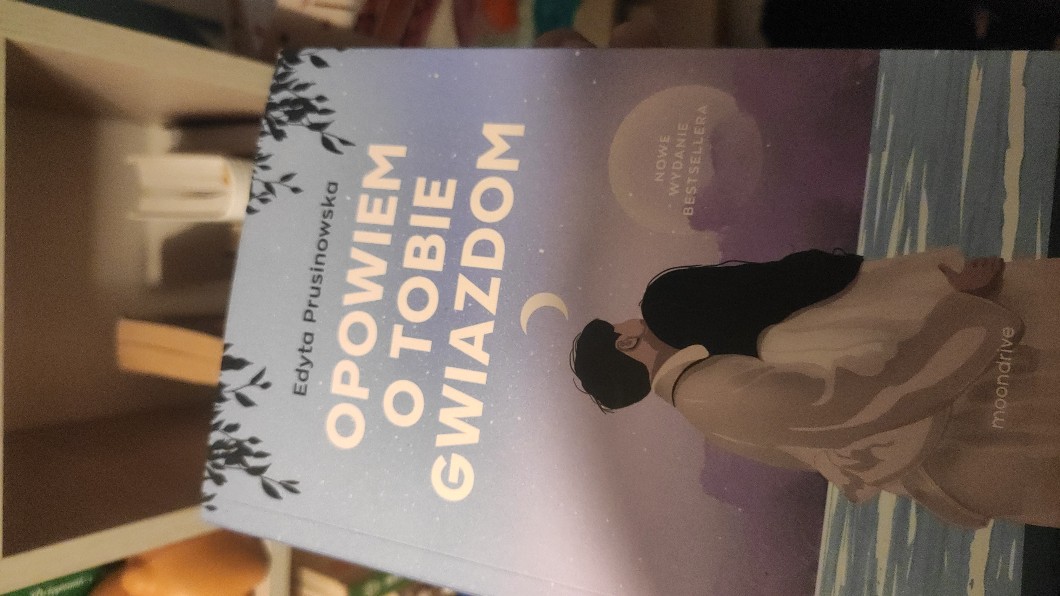 Edyta Prusinowska
OPOWIEM
O TOBIE
GWIAZDOM
NOWE
WYDANIE
BESTSELLERA
moondrive